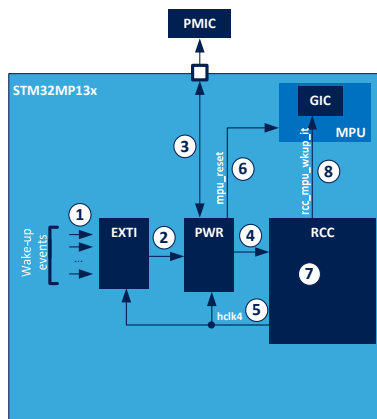 PMIC
STM32MP13x
GIC
MPU
3
mpu_reset
6
rcc_mpu_wkup_it
8
1
Wake-up
events
...
EXTI
2
PWR
4
RCC
7
hclk4
5